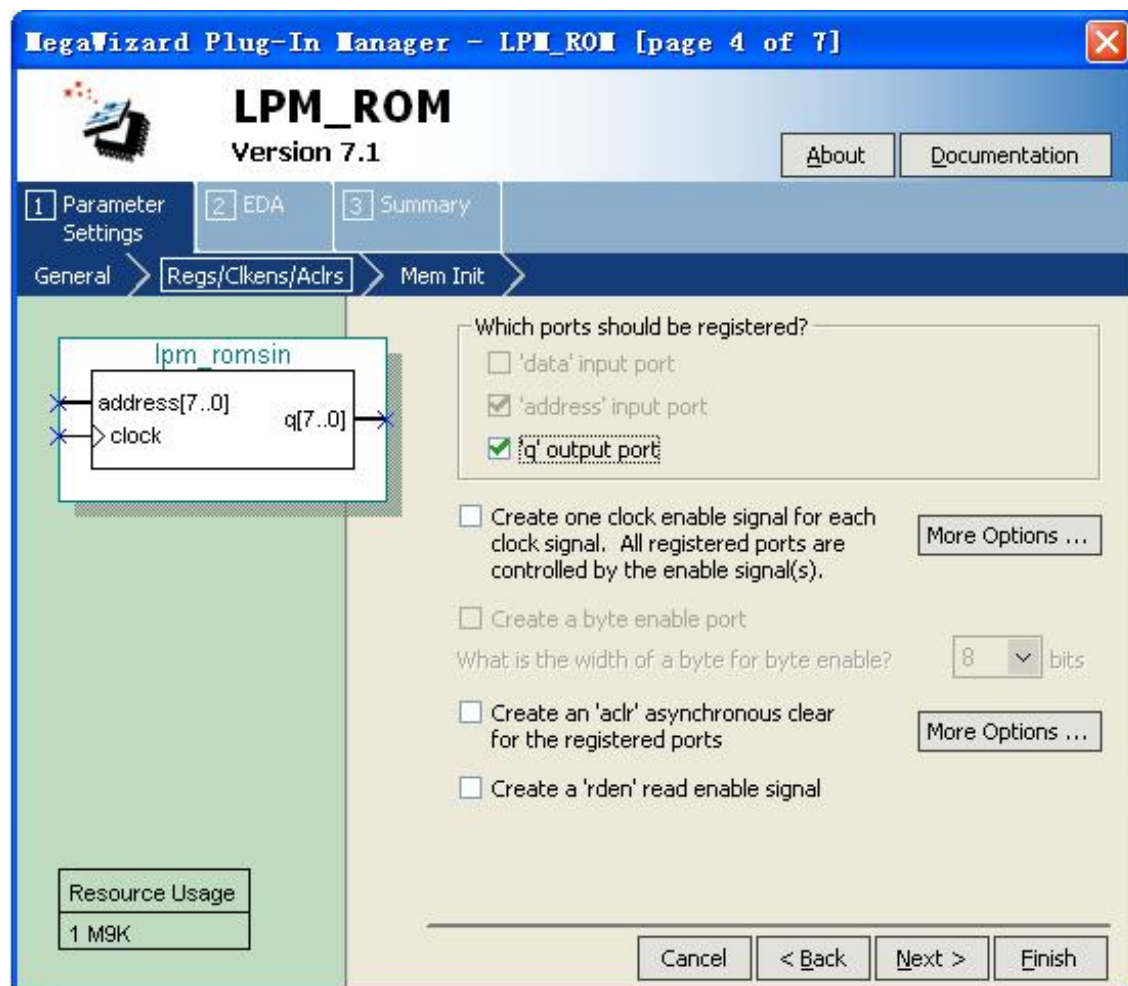 MegaWizard Plug-In Manager - LPM_ROM [page 4 of 7]
LPM_ROM
Version 7.1
About
Documentation
1 Parameter
Settings
2 EDA
3 Summary
General
Regs/Clkens/Aclrs
Mem Init
lpm_romsin
address[7..0]
clock
q[7..0]
Which ports should be registered?
'data' input port
'address' input port
'q' output port
Create one clock enable signal for each
clock signal. All registered ports are
controlled by the enable signal(s).
More Options ...
Create a byte enable port
What is the width of a byte for byte enable?
8
bits
Create an 'aclr' asynchronous clear
for the registered ports
More Options ...
Create a 'rden' read enable signal
Resource Usage
1 M9K
Cancel
< Back
Next >
Finish